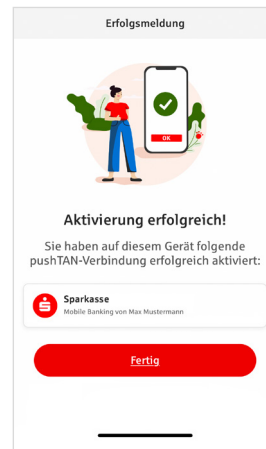 Erfolgsmeldung
OK
Aktivierung erfolgreich!
Sie haben auf diesem Gerät folgende
pushTAN-Verbindung erfolgreich aktiviert:
Sparkasse
Mobile Banking von Max Mustermann
Fertig